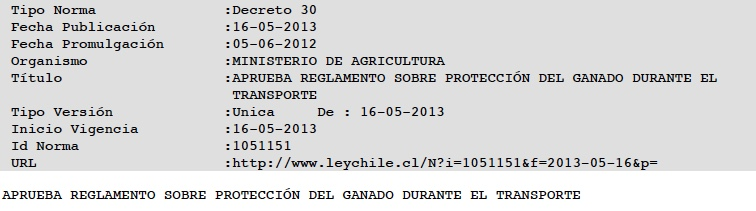 Tipo Norma :Decreto 30
Fecha Publicación :16-05-2013
Fecha Promulgación :05-06-2012
Organismo :MINISTERIO DE AGRICULTURA
Título :APRUEBA REGLAMENTO SOBRE PROTECCIÓN DEL GANADO DURANTE EL
TRANSPORTE
Tipo Versión :Unica De : 16-05-2013
Inicio Vigencia :16-05-2013
Id Norma :1051151
URL :http://www.leychile.cl/N?i=1051151&f=2013-05-16&p=
APRUEBA REGLAMENTO SOBRE PROTECCIÓN DEL GANADO DURANTE EL TRANSPORTE